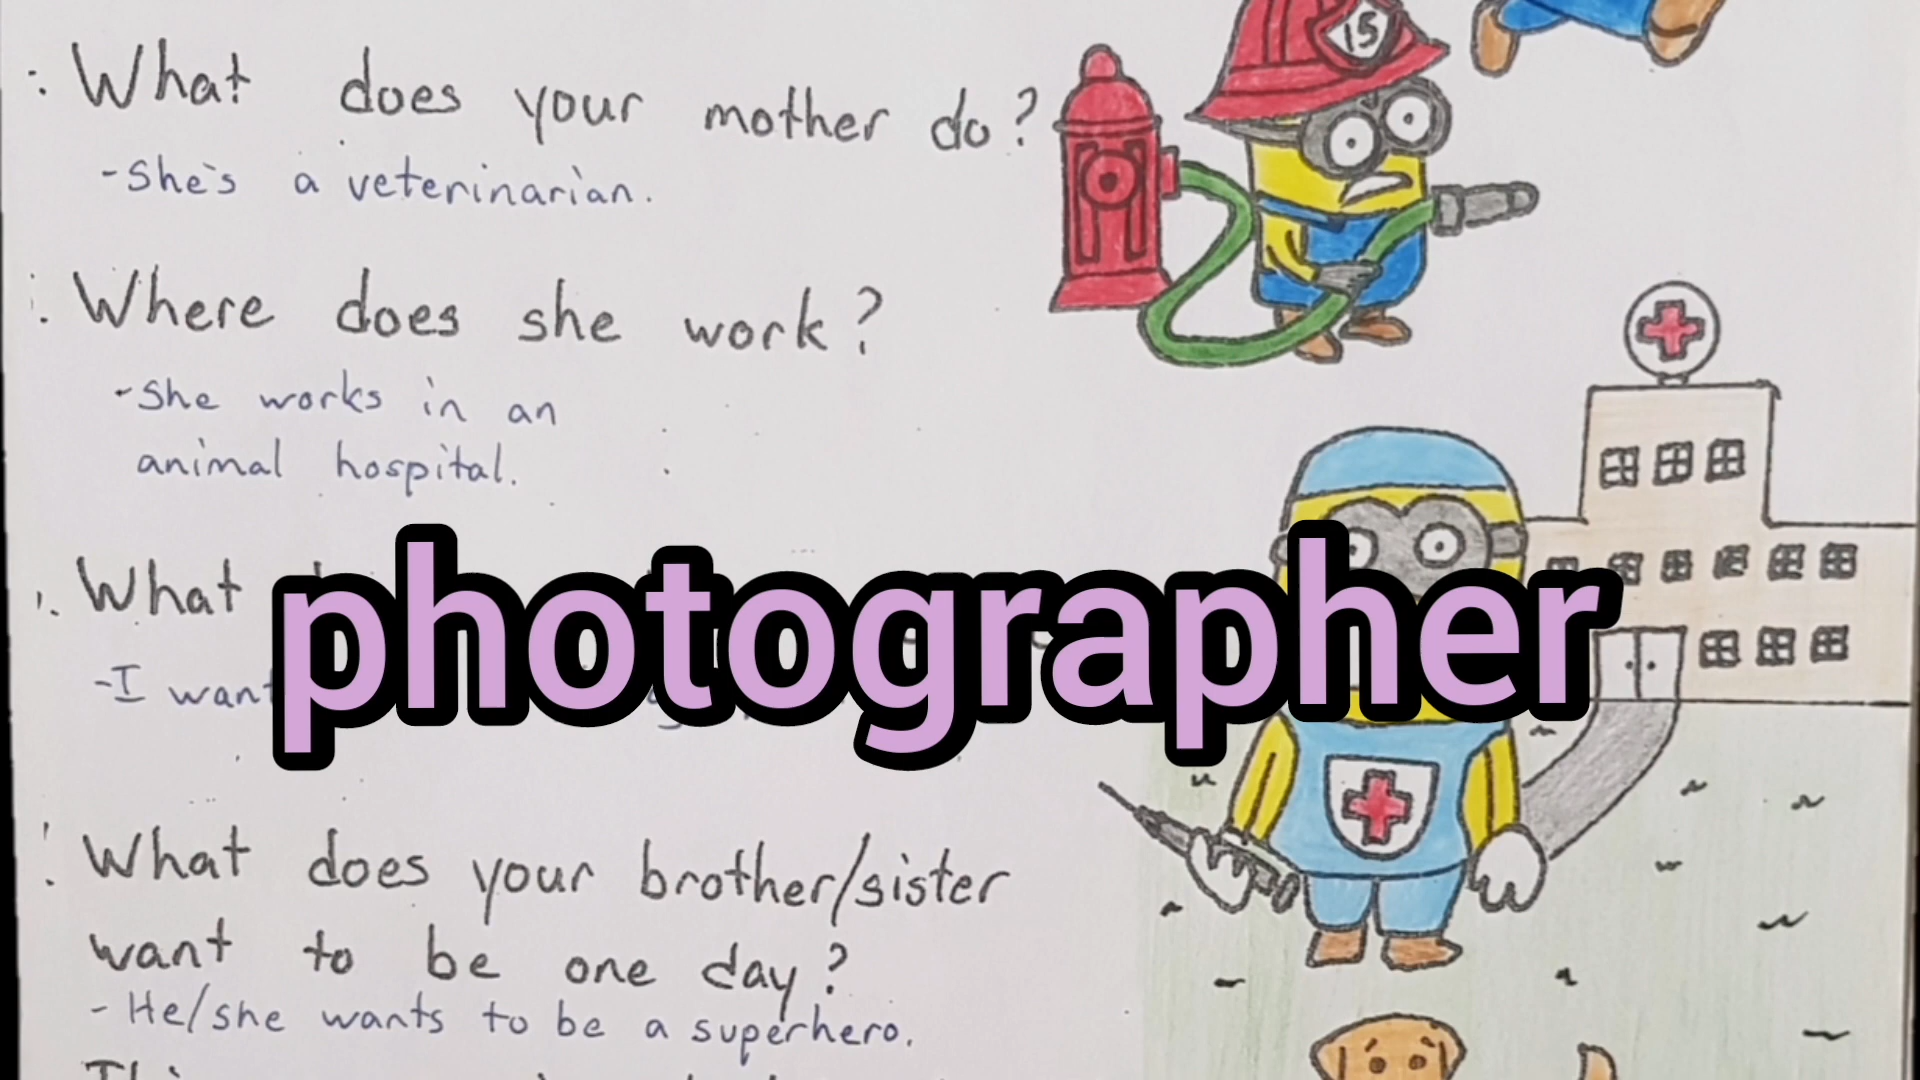 What does your mother do?
-She's a veterinarian.
Where does she work?
-She works in an
animal hospital.
What
-I want
photographer
What does your brother/sister
want to be one day?
- He/she wants to be a superhero.
15